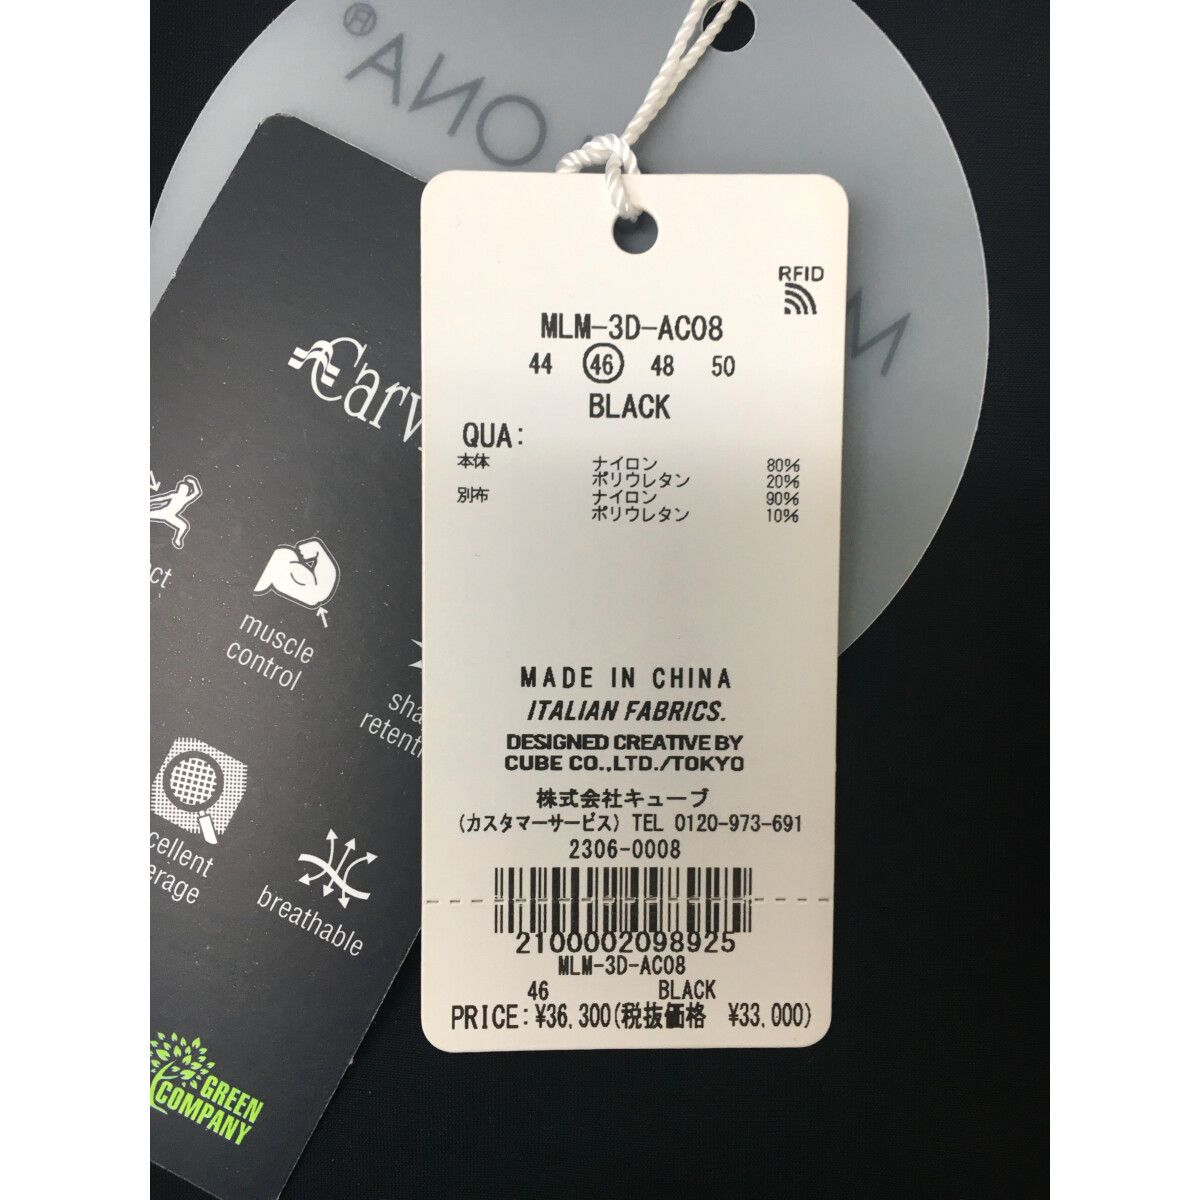 RFID
MLM-3D-AC08
44 46 48 50
BLACK
QUA:
本体 ナイロン 80%
ポリウレタン 20%
別布 ナイロン 90%
ポリウレタン 10%
MADE IN CHINA
ITALIAN FABRICS.
DESIGNED CREATIVE BY
CUBE CO.,LTD./TOKYO
株式会社キューブ
(カスタマーサービス) TEL 0120-973-691
2306-0008
2100002098925
MLM-3D-AC08
46 BLACK
PRICE:¥36,300(税抜価格 ¥33,000)
muscle
control
breathable
GREEN
COMPANY